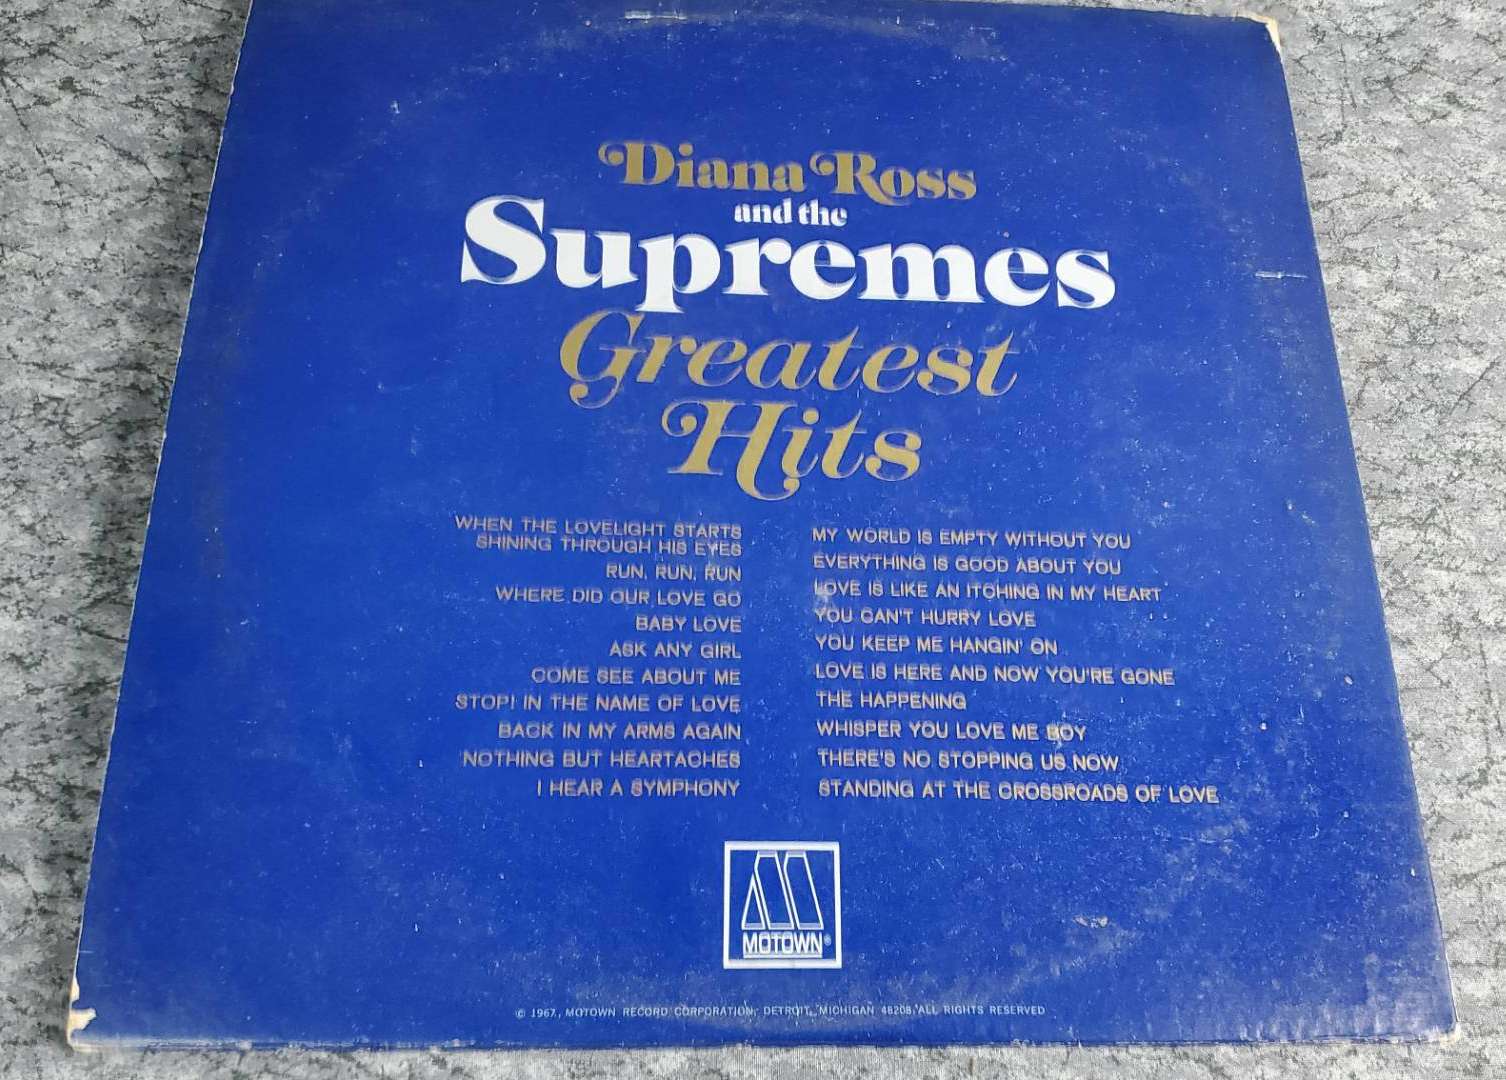 Diana Ross
and the
Supremes
Greatest
Hits
WHEN THE LOVELIGHT STARTS
SHINING THROUGH HIS EYES
RUN, RUN, RUN
WHERE DID OUR LOVE GO
BABY LOVE
ASK ANY GIRL
COME SEE ABOUT ME
STOP! IN THE NAME OF LOVE
BACK IN MY ARMS AGAIN
NOTHING BUT HEARTACHES
I HEAR A SYMPHONY
MY WORLD IS EMPTY WITHOUT YOU
EVERYTHING IS GOOD ABOUT YOU
LOVE IS LIKE AN ITCHING IN MY HEART
YOU CAN'T HURRY LOVE
YOU KEEP ME HANGIN' ON
LOVE IS HERE AND NOW YOU'RE GONE
THE HAPPENING
WHISPER YOU LOVE ME BOY
THERE'S NO STOPPING US NOW
STANDING AT THE CROSSROADS OF LOVE
MOTOWN®
© 1967, MOTOWN RECORD CORPORATION, DETROIT, MICHIGAN 48208 ALL RIGHTS RESERVED